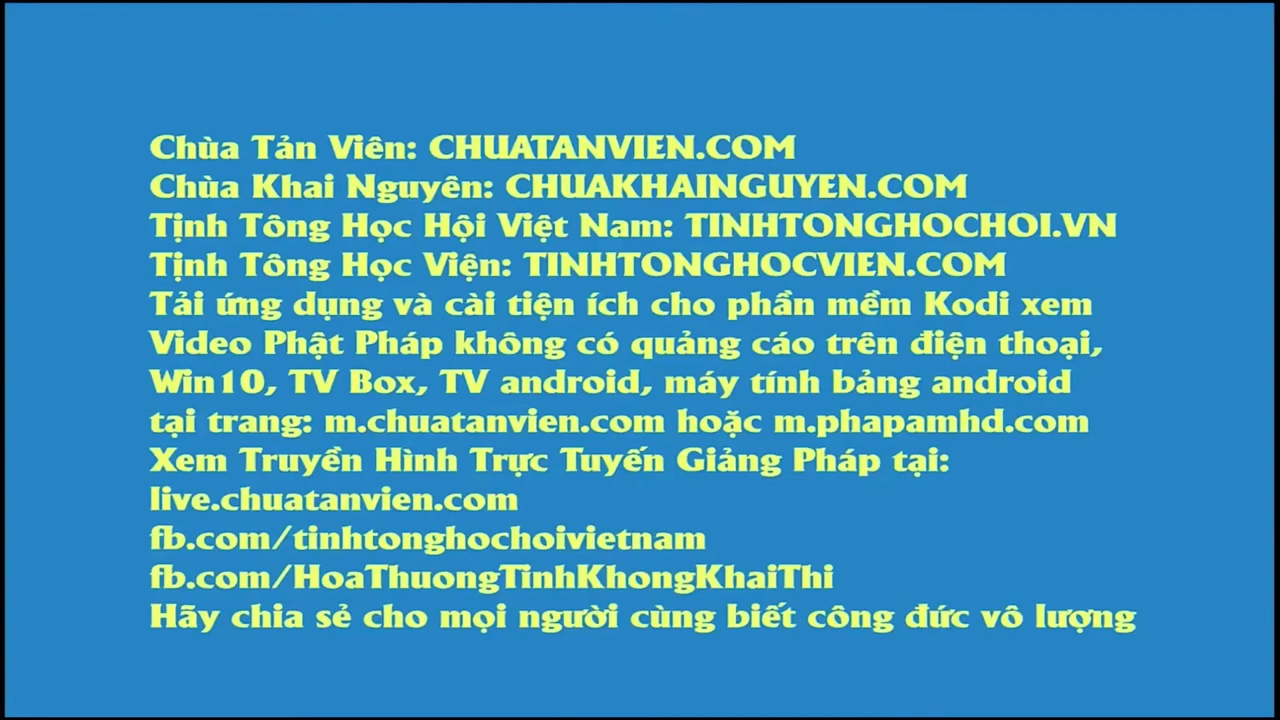 Chùa Tản Viên: CHUATANVIEN.COM
Chùa Khai Nguyên: CHUAKHAINGUYEN.COM
Tịnh Tông Học Hội Việt Nam: TINHTONGHOCHOI.VN
Tịnh Tông Học Viện: TINHTONGHOCVIEN.COM
Tải ứng dụng và cài tiện ích cho phần mềm Kodi xem
Video Phật Pháp không có quảng cáo trên điện thoại,
Win10, TV Box, TV android, máy tính bảng android
tại trang: m.chuatanvien.com hoặc m.phapamhd.com
Xem Truyền Hình Trực Tuyến Giảng Pháp tại:
live.chuatanvien.com
fb.com/tinhtonghochoivietnam
fb.com/HoaThuongTinhKhongKhaiThi
Hãy chia sẻ cho mọi người cùng biết công đức vô lượng